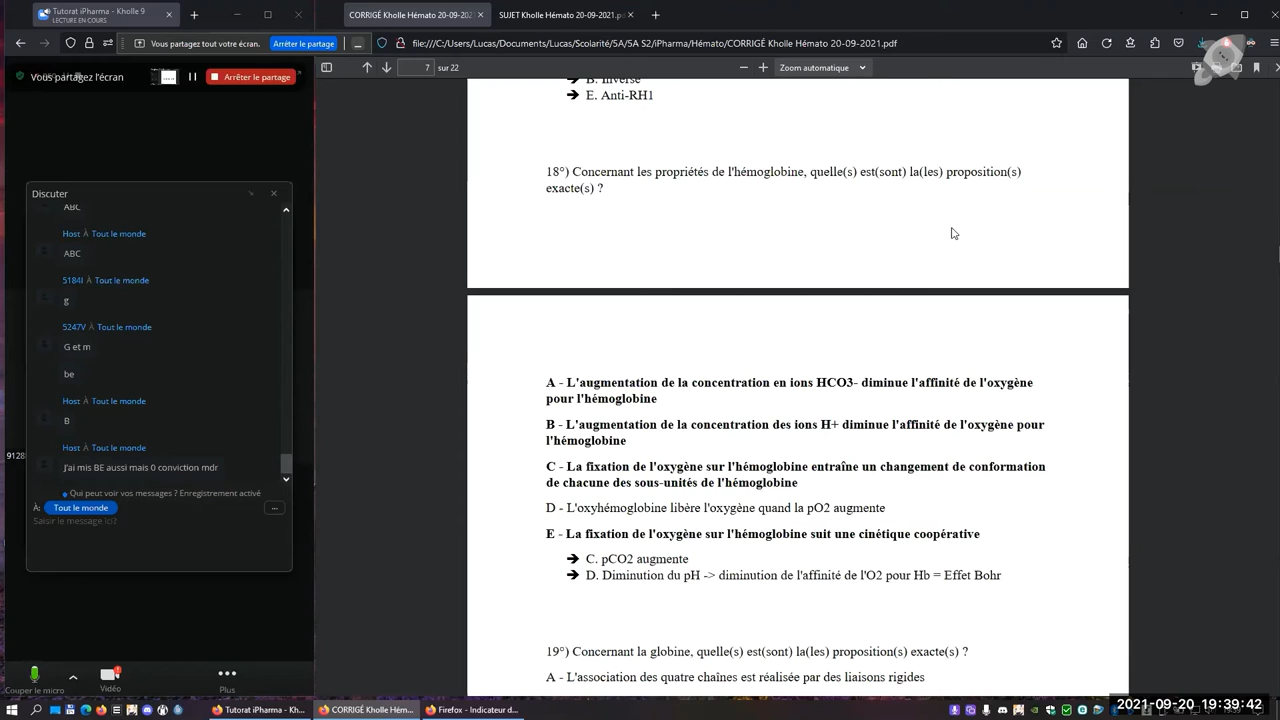 Tutorat iPharma - Kholle 9
LECTURE EN COURS
CORRIGÉ Kholle Hémato 20-09-2021
SUJET Kholle Hémato 20-09-2021.pd
Vous partagez tout écran.
Arrêter le partage
...
file:///C:/Users/Lucas/Documents/Lucas/Scolarité/5A/5A S2/iPharma/Hémato/CORRIGÉ Kholle Hémato 20-09-2021.pdf
Vous partagez l'écran
Arrêter le partage
7 sur 22
Zoom automatique
B. Inverse
E. Anti-RH1
18°) Concernant les propriétés de l'hémoglobine, quelle(s) est(sont) la(les) proposition(s)
exacte(s) ?
A - L'augmentation de la concentration en ions HCO3- diminue l'affinité de l'oxygène
pour l'hémoglobine
B - L'augmentation de la concentration des ions H+ diminue l'affinité de l'oxygène pour
l'hémoglobine
C - La fixation de l'oxygène sur l'hémoglobine entraîne un changement de conformation
de chacune des sous-unités de l'hémoglobine
D - L'oxyhémoglobine libère l'oxygène quand la pO2 augmente
E - La fixation de l'oxygène sur l'hémoglobine suit une cinétique coopérative
C. pCO2 augmente
D. Diminution du pH -> diminution de l'affinité de l'O2 pour Hb = Effet Bohr
19°) Concernant la globine, quelle(s) est(sont) la(les) proposition(s) exacte(s) ?
A - L'association des quatre chaînes est réalisée par des liaisons rigides
Discuter
ABC
Host À Tout le monde
ABC
5184I À Tout le monde
g
5247V À Tout le monde
G et m
be
Host À Tout le monde
B
Host À Tout le monde
J'ai mis BE aussi mais 0 conviction mdr
Qui peut voir vos messages ? Enregistrement activé
À: Tout le monde
...
Saisir le message ici?
9128
Couper le micro
Vidéo
Plus
Tutorat iPharma - Kh...
CORRIGÉ Kholle Hém...
Firefox - Indicateur d...
2021-09-20 19:39:42